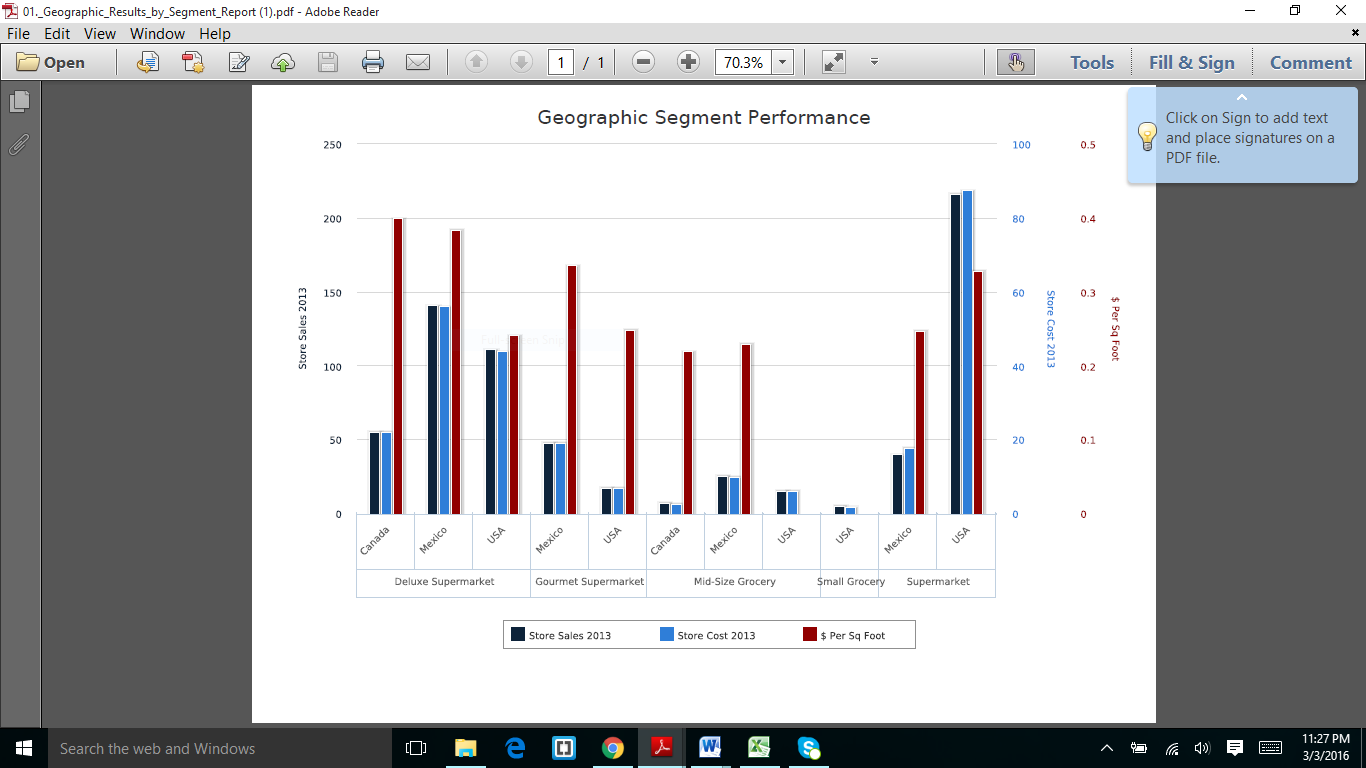 01._Geographic_Results_by_Segment_Report (1).pdf - Adobe Reader
File Edit View Window Help
Open 1 / 1 70.3% Tools Fill & Sign Comment
Click on Sign to add text
and place signatures on a
PDF file.
Geographic Segment Performance
250 100 0.5
200 80 0.4
150 60 0.3
100 40 0.2
50 20 0.1
0 0 0
Store Sales 2013
Store Cost 2013
$ Per Sq Foot
Canada Mexico USA Mexico USA Canada Mexico USA USA Mexico USA
Deluxe Supermarket Gourmet Supermarket Mid-Size Grocery Small Grocery Supermarket
Store Sales 2013 Store Cost 2013 $ Per Sq Foot
Search the web and Windows
11:27 PM
3/3/2016